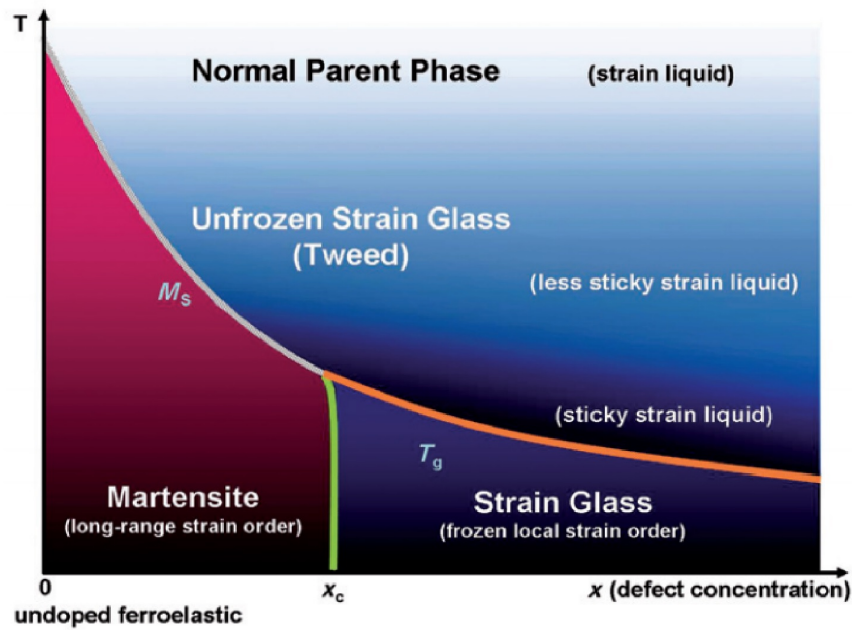 T
Normal Parent Phase
(strain liquid)
Unfrozen Strain Glass
(Tweed)
(less sticky strain liquid)
Ms
(sticky strain liquid)
Tg
Martensite
(long-range strain order)
Strain Glass
(frozen local strain order)
0
xc
x (defect concentration)
undoped ferroelastic